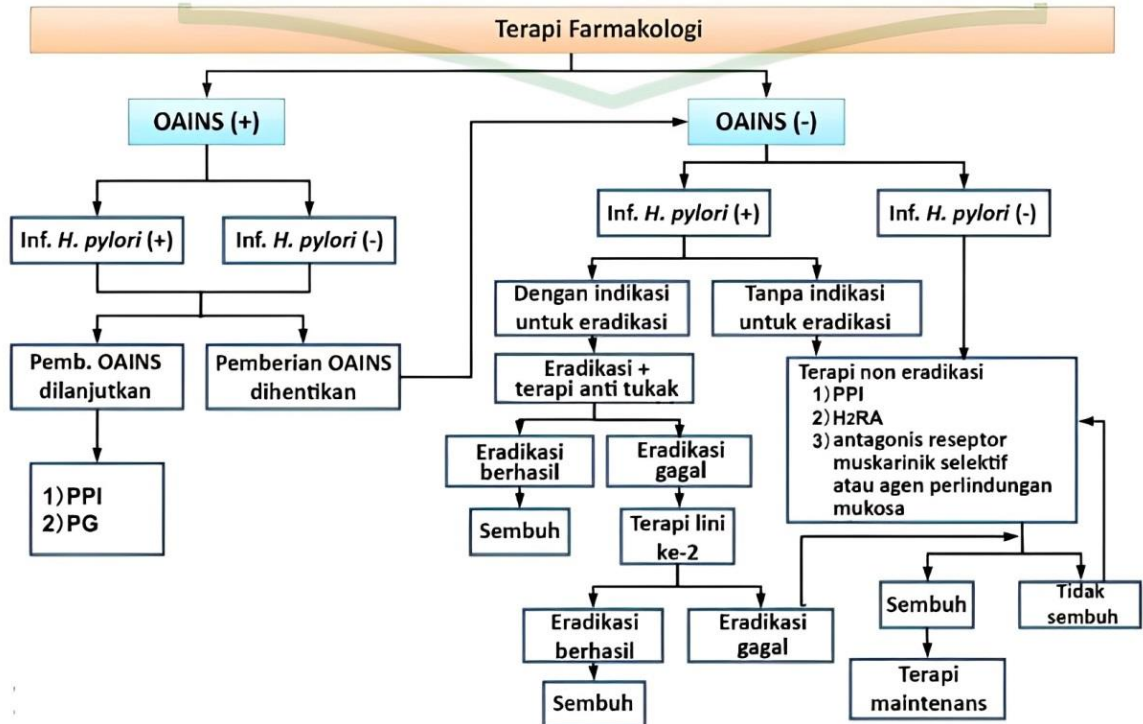 Terapi Farmakologi
OAINS (+)
OAINS (-)
Inf. H. pylori (+)
Inf. H. pylori (-)
Inf. H. pylori (+)
Inf. H. pylori (-)
Dengan indikasi
untuk eradikasi
Tanpa indikasi
untuk eradikasi
Pemb. OAINS
dilanjutkan
Pemberian OAINS
dihentikan
Eradikasi +
terapi anti tukak
Terapi non eradikasi
1) PPI
2) H2RA
3) antagonis reseptor
muskarinik selektif
atau agen perlindungan
mukosa
Eradikasi
berhasil
Eradikasi
gagal
1) PPI
2) PG
Sembuh
Terapi lini
ke-2
Sembuh
Tidak
sembuh
Eradikasi
berhasil
Eradikasi
gagal
Terapi
maintenans
Sembuh